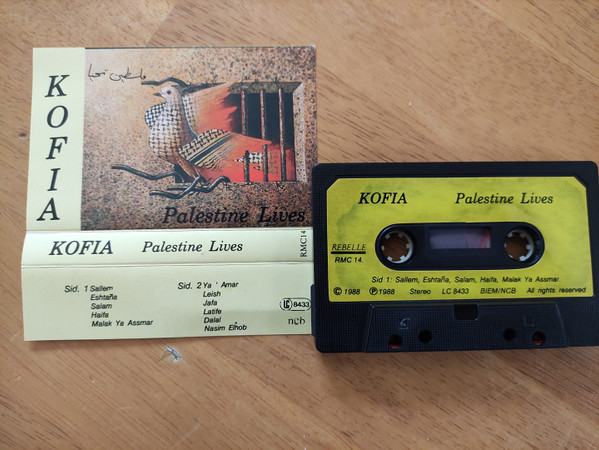 KOFIA
فلسطين تحيا
Palestine Lives
KOFIA Palestine Lives
RMC 14
Sid. 1 Sallem
Eshtaña
Salam
Haifa
Malak Ya Assmar
Sid. 2 Ya ' Amar
Leish
Jafa
Latife
Dalal
Nasim Elhob
LC 8433
ncb
KOFIA Palestine Lives
REBELLE
RMC 14.
Sid 1: Sallem, Eshtaña, Salam, Haifa, Malak Ya Assmar.
© 1988 ℗ 1988 Stereo LC 8433 BIEM/NCB All rights reserved